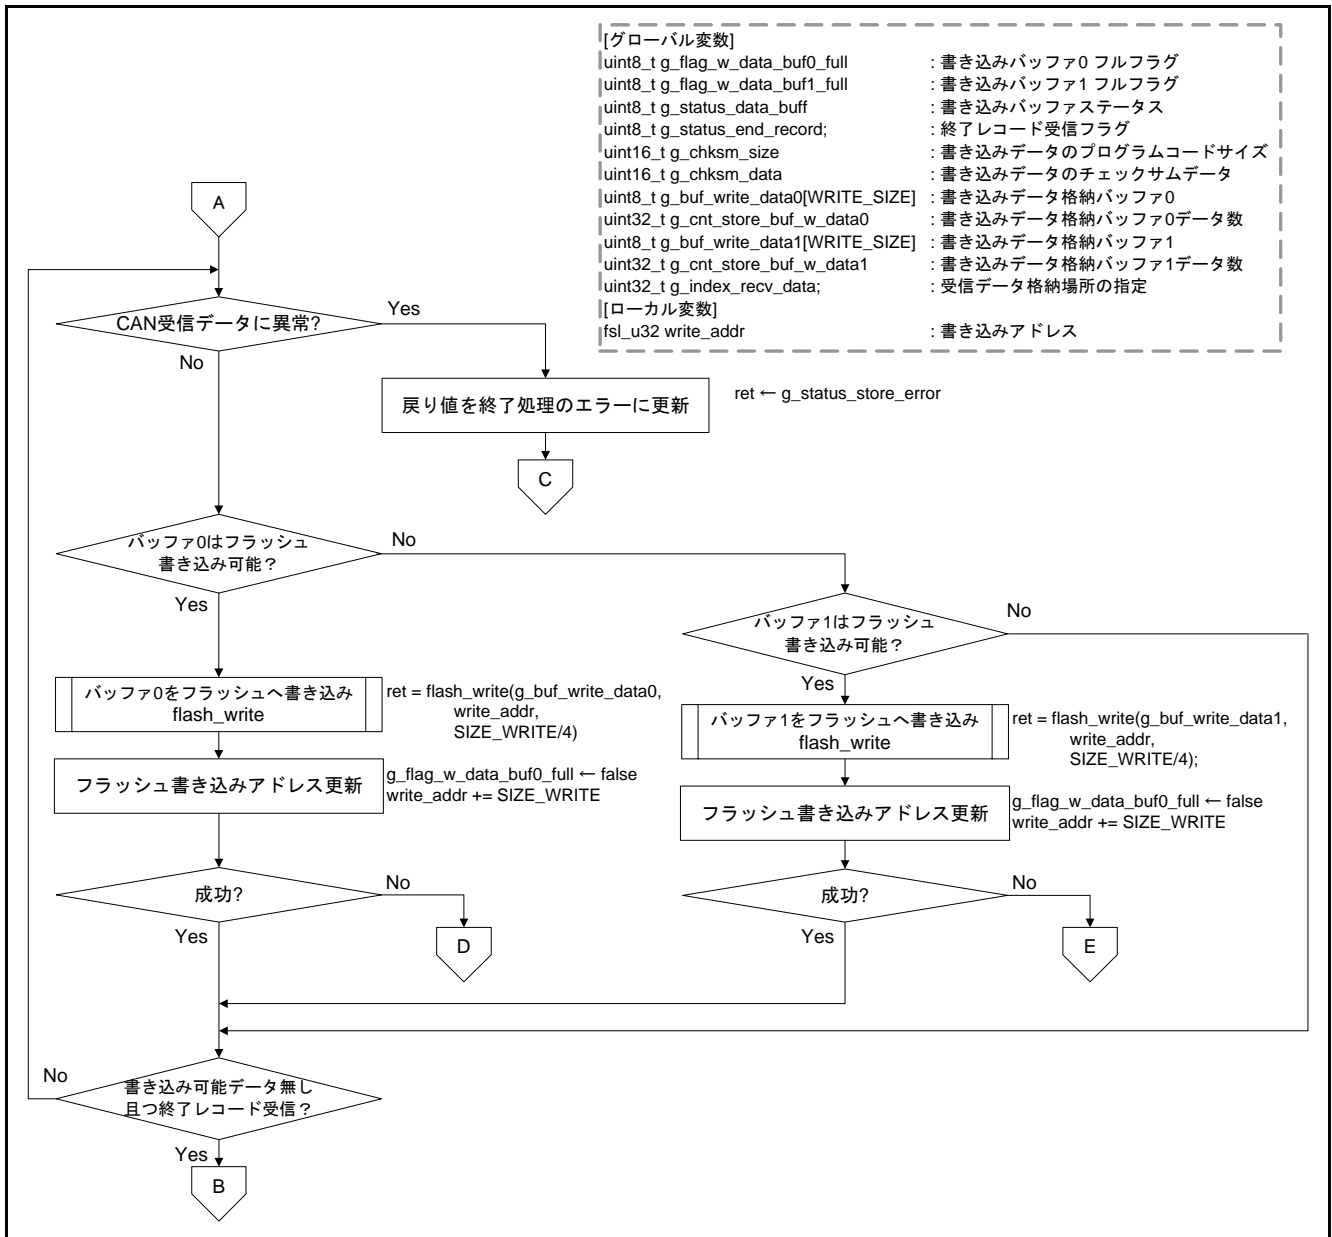 [グローバル変数]
uint8_t g_flag_w_data_buf0_full : 書き込みバッファ0 フルフラグ
uint8_t g_flag_w_data_buf1_full : 書き込みバッファ1 フルフラグ
uint8_t g_status_data_buff : 書き込みバッファステータス
uint8_t g_status_end_record; : 終了レコード受信フラグ
uint16_t g_chksm_size : 書き込みデータのプログラムコードサイズ
uint16_t g_chksm_data : 書き込みデータのチェックサムデータ
uint8_t g_buf_write_data0[WRITE_SIZE] : 書き込みデータ格納バッファ0
uint32_t g_cnt_store_buf_w_data0 : 書き込みデータ格納バッファ0データ数
uint8_t g_buf_write_data1[WRITE_SIZE] : 書き込みデータ格納バッファ1
uint32_t g_cnt_store_buf_w_data1 : 書き込みデータ格納バッファ1データ数
uint32_t g_index_recv_data; : 受信データ格納場所の指定
[ローカル変数]
fsl_u32 write_addr : 書き込みアドレス
A
CAN受信データに異常?
Yes
No
戻り値を終了処理のエラーに更新
ret ← g_status_store_error
C
バッファ0はフラッシュ
書き込み可能？
No
Yes
バッファ1はフラッシュ
書き込み可能？
No
Yes
バッファ0をフラッシュへ書き込み
flash_write
ret = flash_write(g_buf_write_data0,
write_addr,
SIZE_WRITE/4)
バッファ1をフラッシュへ書き込み
flash_write
ret = flash_write(g_buf_write_data1,
write_addr,
SIZE_WRITE/4);
フラッシュ書き込みアドレス更新
g_flag_w_data_buf0_full ← false
write_addr += SIZE_WRITE
フラッシュ書き込みアドレス更新
g_flag_w_data_buf0_full ← false
write_addr += SIZE_WRITE
成功?
No
Yes
D
成功?
No
Yes
E
書き込み可能データ無し
且つ終了レコード受信？
No
Yes
B